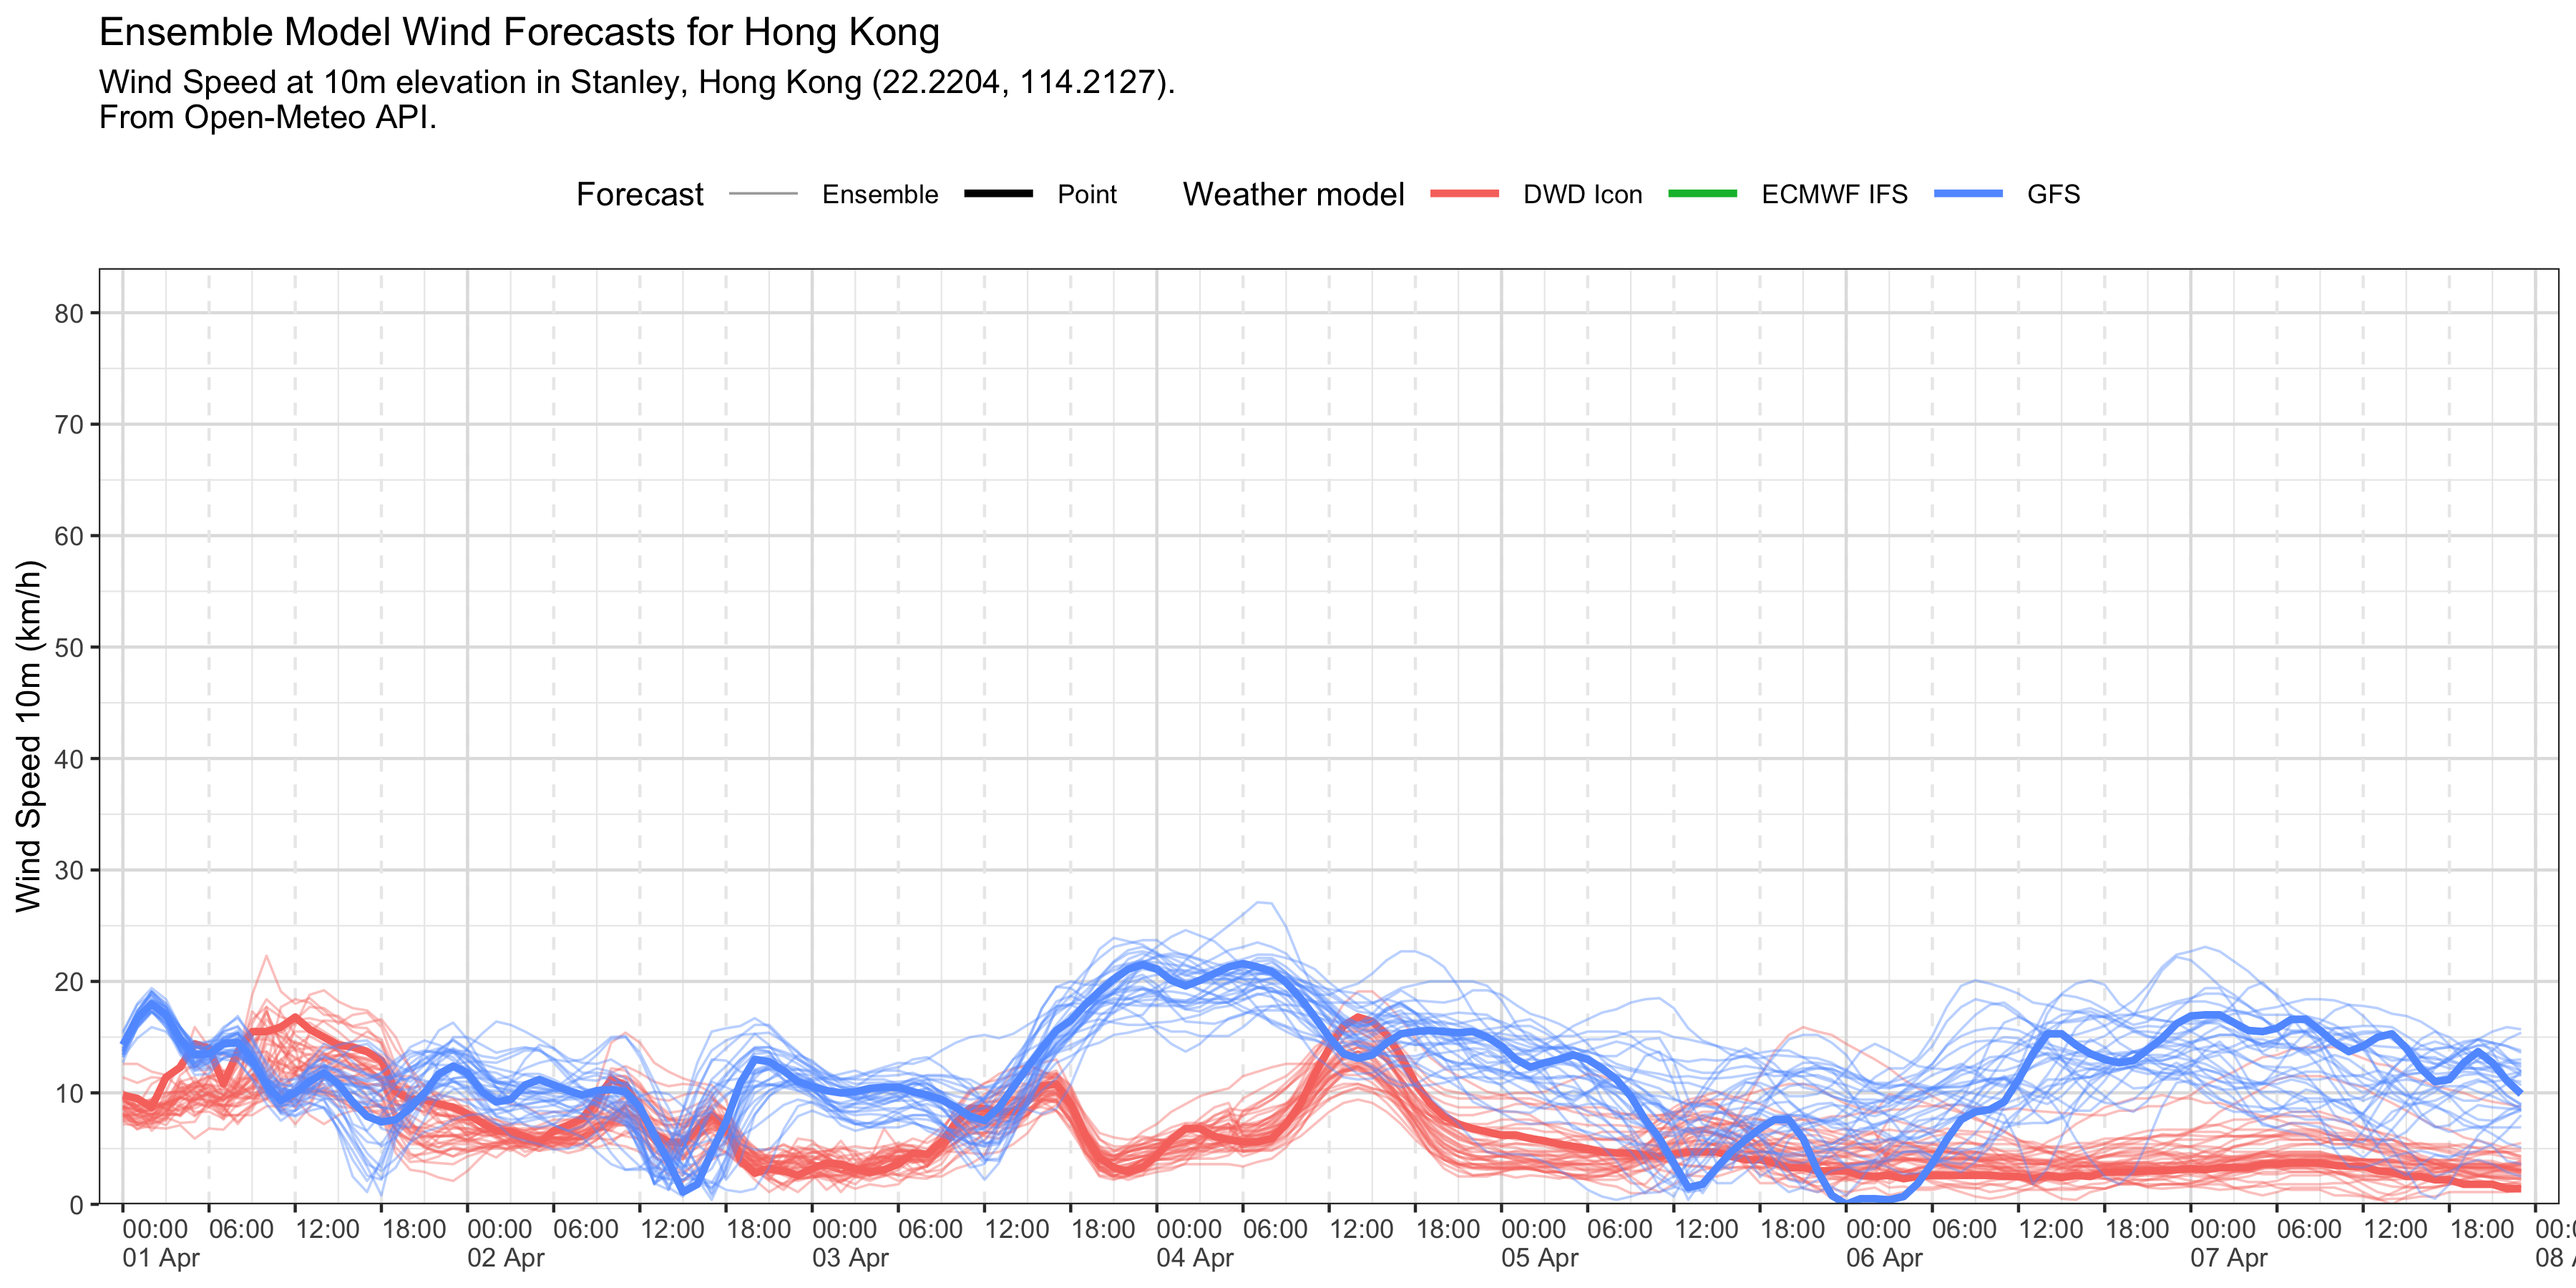 Ensemble Model Wind Forecasts for Hong Kong
Wind Speed at 10m elevation in Stanley, Hong Kong (22.2204, 114.2127).
From Open-Meteo API.
Forecast Ensemble Point Weather model DWD Icon ECMWF IFS GFS
Wind Speed 10m (km/h)
80
70
60
50
40
30
20
10
0
00:00 06:00 12:00 18:00 00:00 06:00 12:00 18:00 00:00 06:00 12:00 18:00 00:00 06:00 12:00 18:00 00:00 06:00 12:00 18:00 00:00 06:00 12:00 18:00 00:00 06:00 12:00 18:00 00:0
01 Apr 02 Apr 03 Apr 04 Apr 05 Apr 06 Apr 07 Apr 08